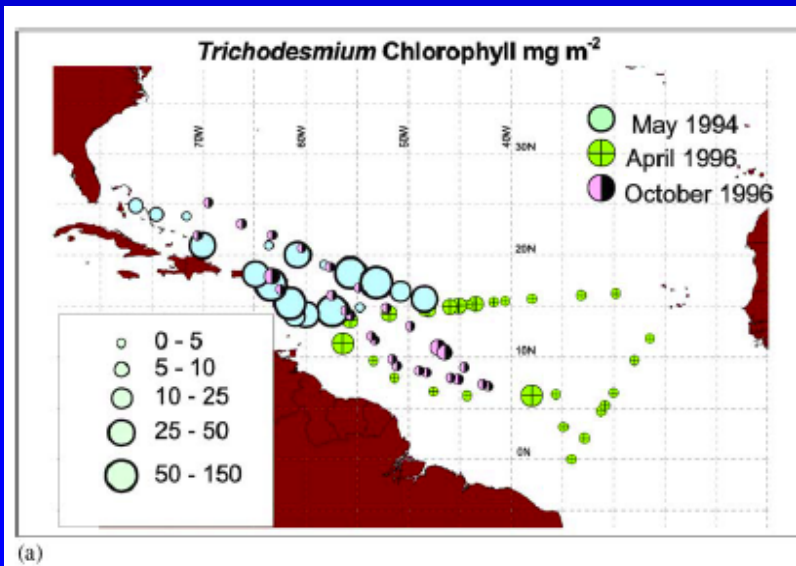 Trichodesmium Chlorophyll mg m-2
70W
60W
50W
40W
30N
20N
10N
0N
May 1994
April 1996
October 1996
0 - 5
5 - 10
10 - 25
25 - 50
50 - 150
(a)